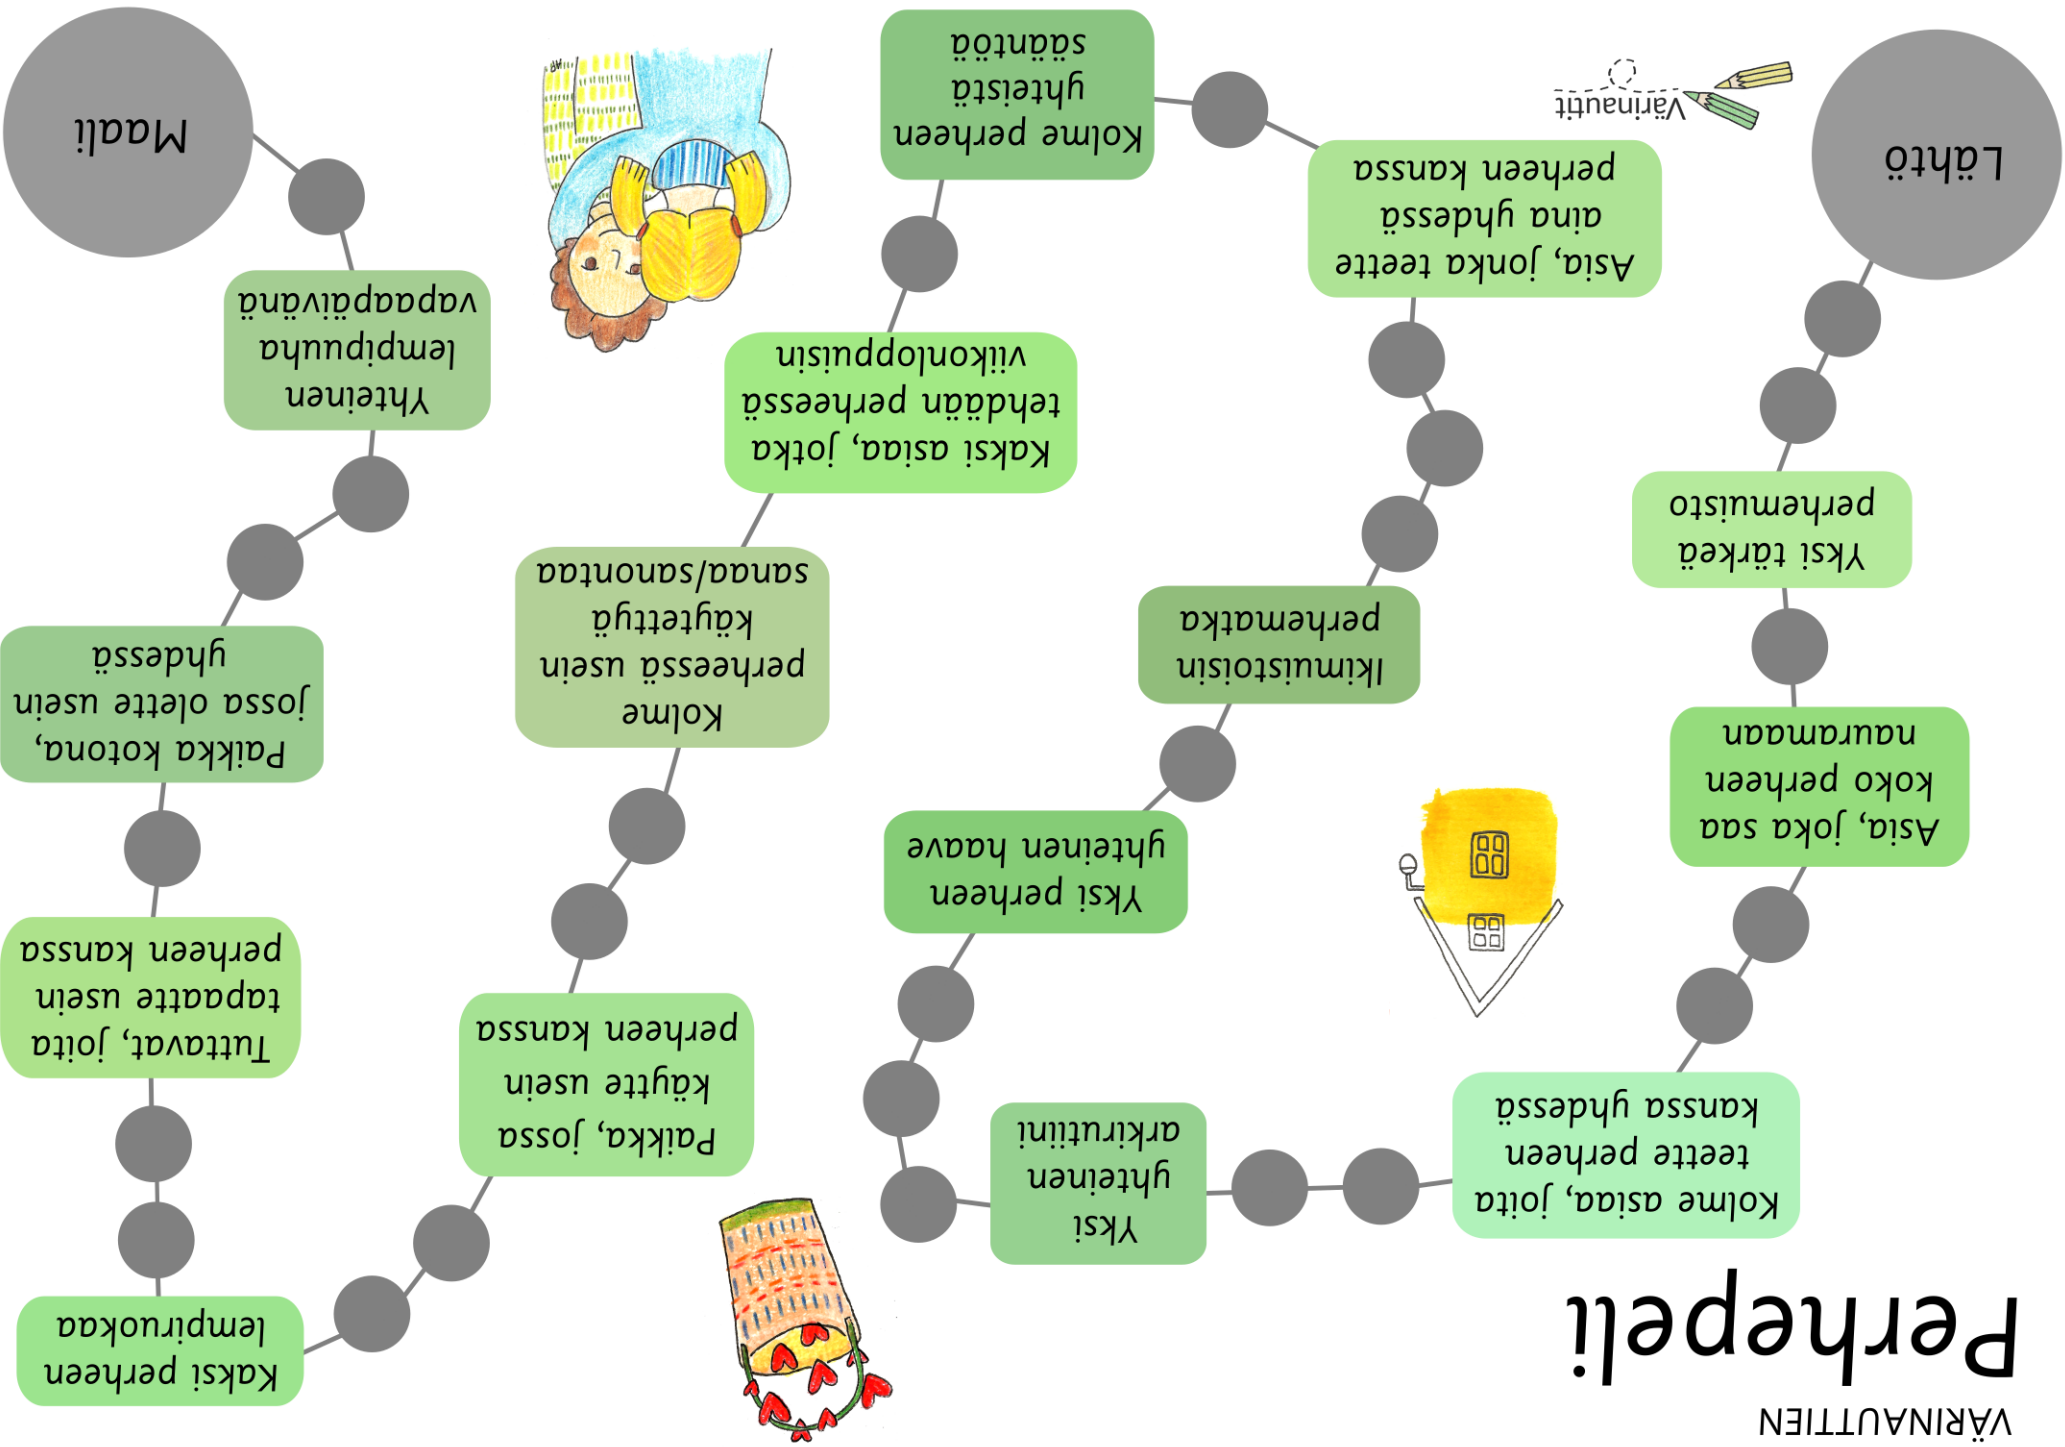 VÄRINAUTTIEN
Perhepeli
Lähtö
Yksi tärkeä
perhemuisto
Asia, joka saa
koko perheen
nauramaan
Kolme asiaa, joita
teette perheen
kanssa yhdessä
Yksi
yhteinen
arkirutiini
Yksi perheen
yhteinen haave
Ikimuistoisin
perhematka
Asia, jonka teette
aina yhdessä
perheen kanssa
Kolme perheen
yhteistä
sääntöä
Kaksi asiaa, jotka
tehdään perheessä
viikonloppuisin
Kolme
perheessä usein
käytettyä
sanaa/sanontaa
Paikka, jossa
käytte usein
perheen kanssa
Kaksi perheen
lempiruokaa
Tuttavat, joita
tapaatte usein
perheen kanssa
Paikka kotona,
jossa olette usein
yhdessä
Yhteinen
lempipuuha
vapaapäivänä
Maali
Värinautit
AR